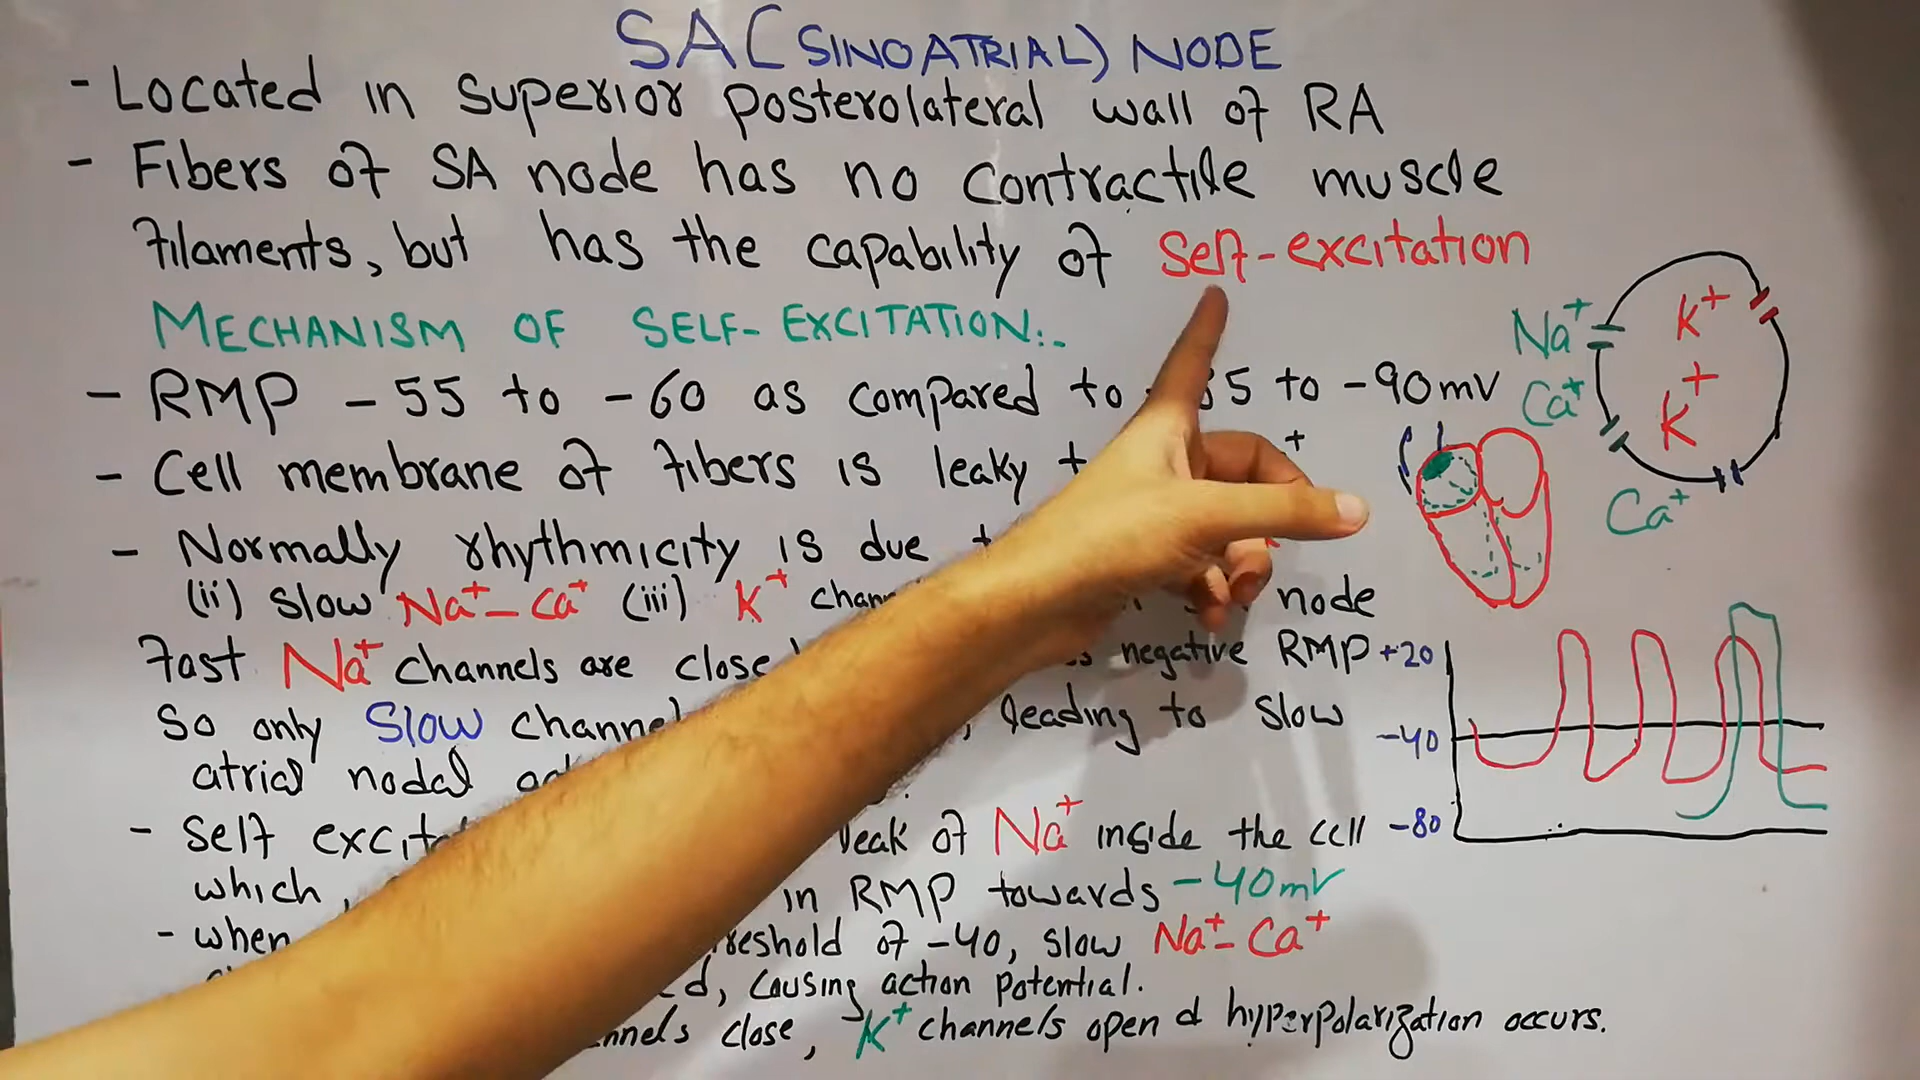 SA (SINOATRIAL) NODE
- Located in superior posterolateral wall of RA
- Fibers of SA node has no contractile muscle
filaments, but has the capability of self-excitation
MECHANISM OF SELF-EXCITATION:-
- RMP -55 to -60 as compared to 5 to -90mv
- Cell membrane of fibers is leaky +
- Normally rhythmicity is due
(ii) slow Na+-Ca+ (iii) K+ node
fast Na+ channels are negative RMP
So only slow , leading to slow
atrial nodal
- self leak of Na+ inside the cell
which in RMP towards -40mV
- when of -40, slow Na+-Ca+
, causing action potential.
close, K+ channels open & hyperpolarization occurs.
Na+
Ca+
K+
K+
Ca+
+20
-40
-80